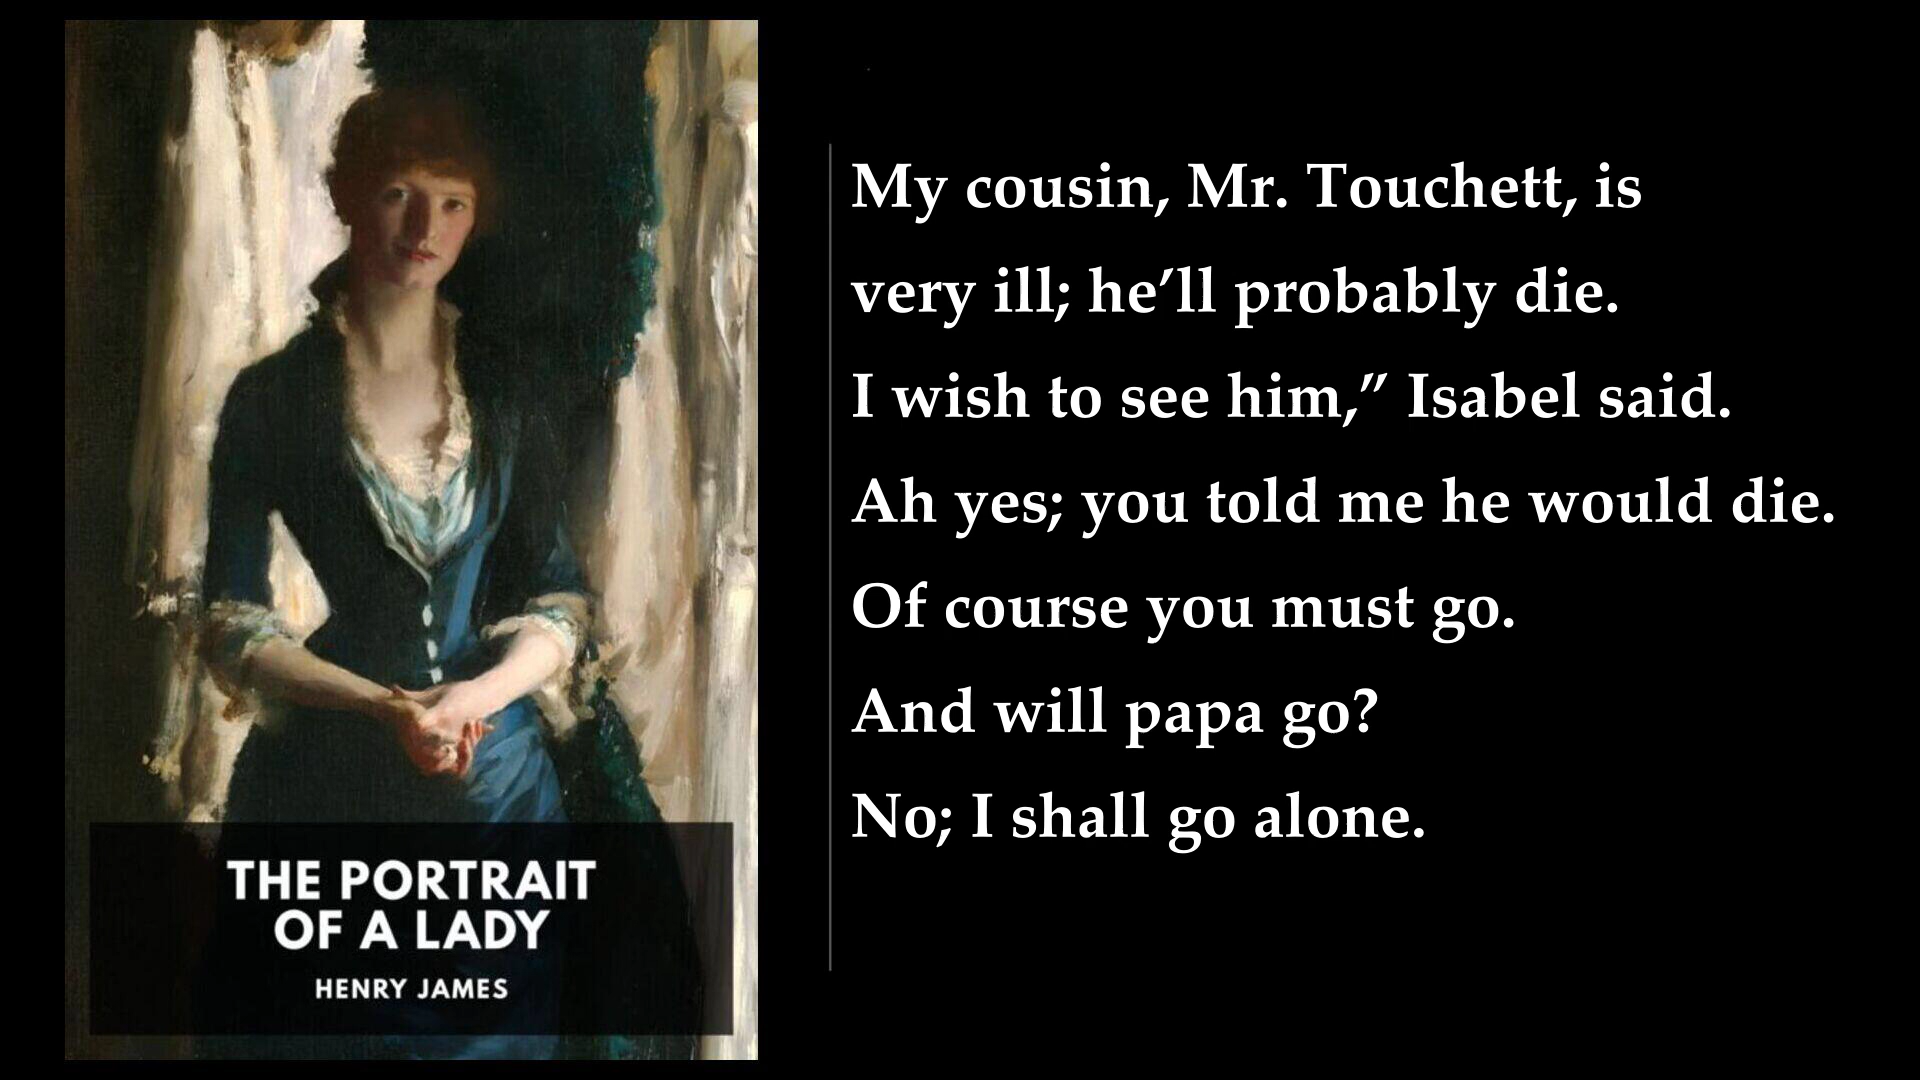 My cousin, Mr. Touchett, is
very ill; he’ll probably die.
I wish to see him,” Isabel said.
Ah yes; you told me he would die.
Of course you must go.
And will papa go?
No; I shall go alone.
THE PORTRAIT
OF A LADY
HENRY JAMES